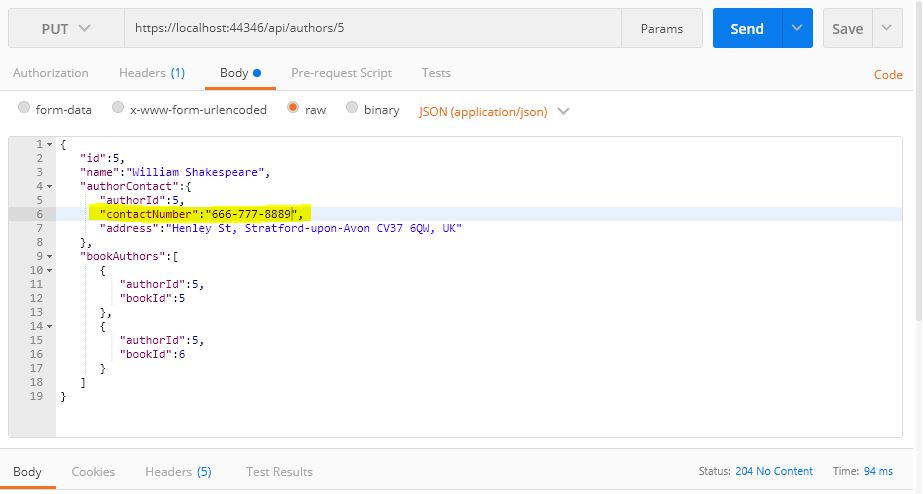 PUT https://localhost:44346/api/authors/5 Params Send Save
Authorization Headers (1) Body Pre-request Script Tests Code
form-data x-www-form-urlencoded raw binary JSON (application/json)
1 {
2 "id":5,
3 "name":"William Shakespeare",
4 "authorContact":{
5 "authorId":5,
6 "contactNumber":"666-777-8889",
7 "address":"Henley St, Stratford-upon-Avon CV37 6QW, UK"
8 },
9 "bookAuthors":[
10 {
11 "authorId":5,
12 "bookId":5
13 },
14 {
15 "authorId":5,
16 "bookId":6
17 }
18 ]
19 }
Body Cookies Headers (5) Test Results Status: 204 No Content Time: 94 ms